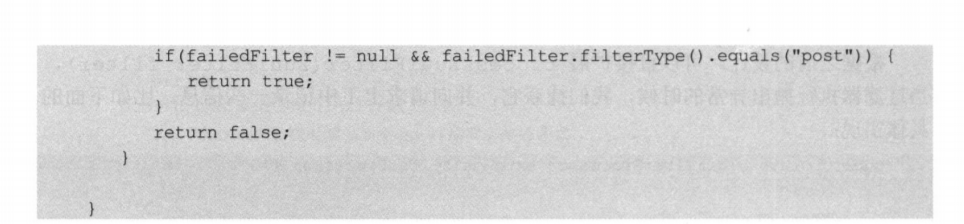 if(failedFilter != null && failedFilter.filterType().equals("post")) {
return true;
}
return false;
}
}